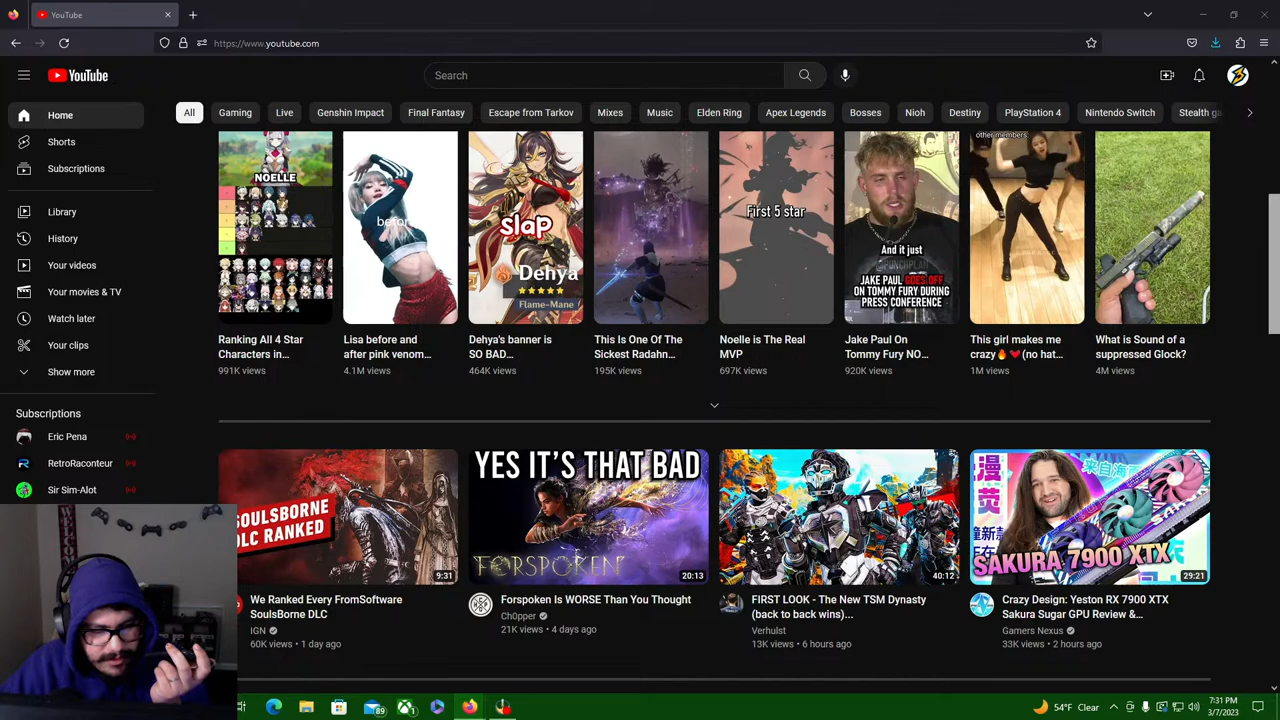 YouTube
https://www.youtube.com
YouTube
Search
Home
Shorts
Subscriptions
Library
History
Your videos
Your movies & TV
Watch later
Your clips
Show more
Subscriptions
Eric Pena
RetroRaconteur
Sir Sim-Alot
All
Gaming
Live
Genshin Impact
Final Fantasy
Escape from Tarkov
Mixes
Music
Elden Ring
Apex Legends
Bosses
Nioh
Destiny
PlayStation 4
Nintendo Switch
Stealth ga
NOELLE
before
slap
Dehya
Flame-Mane
First 5 star
And it just
JAKE PAUL GOES OFF
ON TOMMY FURY DURING
PRESS CONFERENCE
other members:
Ranking All 4 Star
Characters in...
991K views
Lisa before and
after pink venom...
4.1M views
Dehya's banner is
SO BAD...
464K views
This Is One Of The
Sickest Radahn...
195K views
Noelle is The Real
MVP
697K views
Jake Paul On
Tommy Fury NO...
920K views
This girl makes me
crazy🔥❤️(no hat...
1M views
What is Sound of a
suppressed Glock?
4M views
SOULSBORNE
DLC RANKED
9:31
YES IT'S THAT BAD
FORSPOKEN
20:13
40:12
SAKURA 7900 XTX
29:21
We Ranked Every FromSoftware
SoulsBorne DLC
IGN
60K views • 1 day ago
Forspoken Is WORSE Than You Thought
Ch0pper
21K views • 4 days ago
FIRST LOOK - The New TSM Dynasty
(back to back wins)...
Verhulst
13K views • 6 hours ago
Crazy Design: Yeston RX 7900 XTX
Sakura Sugar GPU Review &...
Gamers Nexus
33K views • 2 hours ago
89
54°F Clear
7:31 PM
3/7/2023